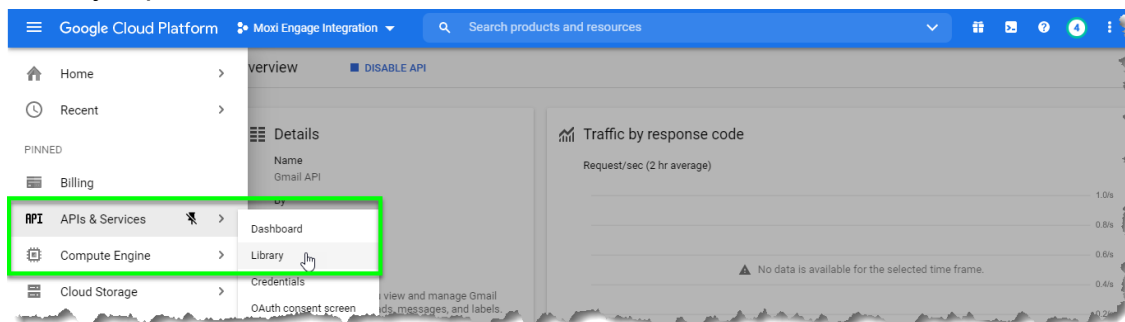 Google Cloud Platform Moxi Engage Integration Search products and resources 4
Home
Recent
PINNED
Billing
API APIs & Services
Compute Engine
Cloud Storage
Dashboard
Library
Credentials
OAuth consent screen
verview DISABLE API
Details
Name
Gmail API
By
view and manage Gmail
ds, messages, and labels.
Traffic by response code
Request/sec (2 hr average)
1.0/s
0.8/s
0.6/s
No data is available for the selected time frame.
0.4/s